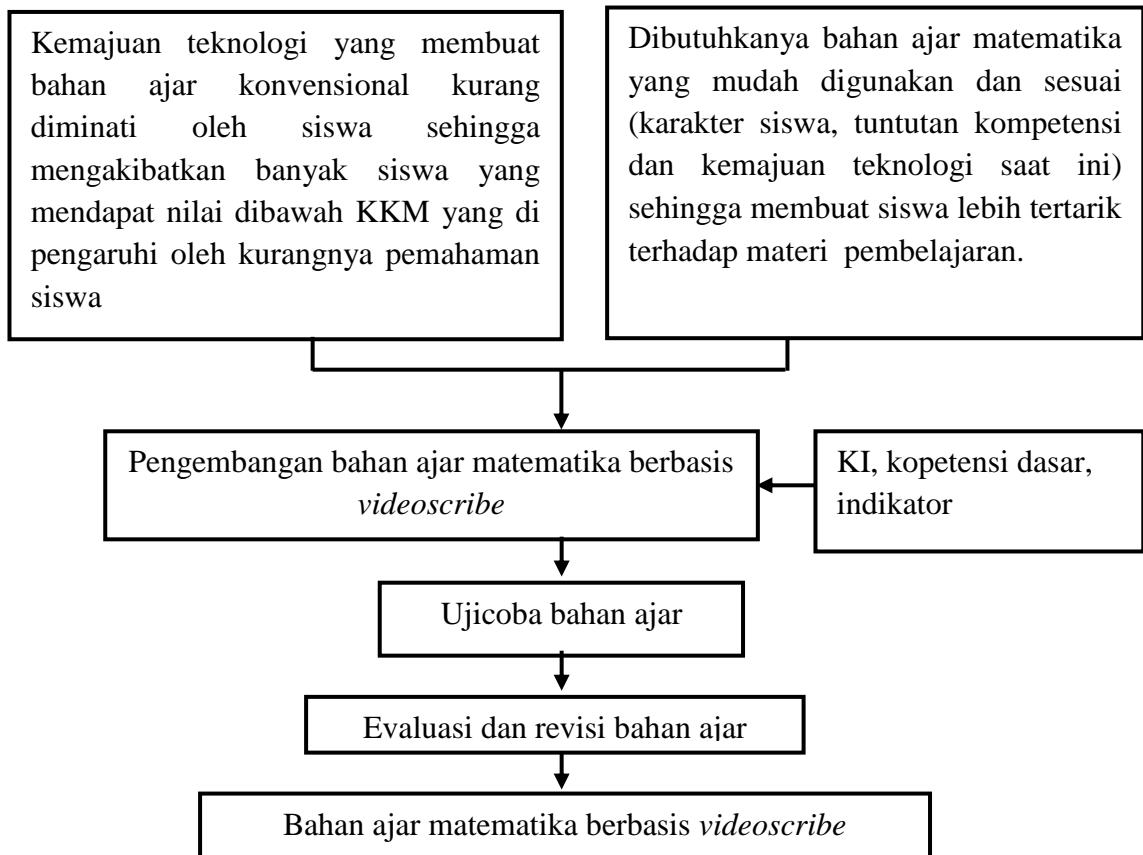 Kemajuan teknologi yang membuat
bahan ajar konvensional kurang
diminati oleh siswa sehingga
mengakibatkan banyak siswa yang
mendapat nilai dibawah KKM yang di
pengaruhi oleh kurangnya pemahaman
siswa
Dibutuhkanya bahan ajar matematika
yang mudah digunakan dan sesuai
(karakter siswa, tuntutan kompetensi
dan kemajuan teknologi saat ini)
sehingga membuat siswa lebih tertarik
terhadap materi pembelajaran.
Pengembangan bahan ajar matematika berbasis
videoscribe
KI, kopetensi dasar,
indikator
Ujicoba bahan ajar
Evaluasi dan revisi bahan ajar
Bahan ajar matematika berbasis videoscribe